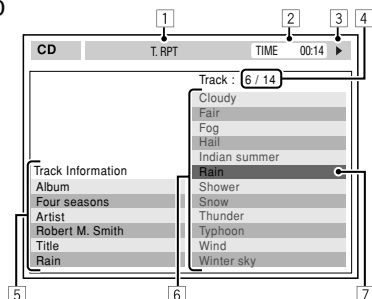 1 2 3 4
CD T. RPT TIME 00:14
Track : 6 / 14
Cloudy
Fair
Fog
Hail
Indian summer
Rain
Shower
Snow
Thunder
Typhoon
Wind
Winter sky
Track Information
Album
Four seasons
Artist
Robert M. Smith
Title
Rain
5 6 7